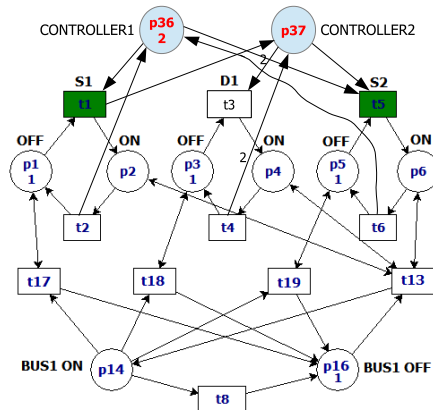 CONTROLLER1 p36 2 p37 CONTROLLER2
2
S1 D1 S2
t1 t3 t5
OFF ON OFF ON OFF ON
p1 1 p2 p3 1 p4 p5 1 p6
2
t2 t4 t6
t17 t18 t19 t13
BUS1 ON p14 p16 1 BUS1 OFF
t8